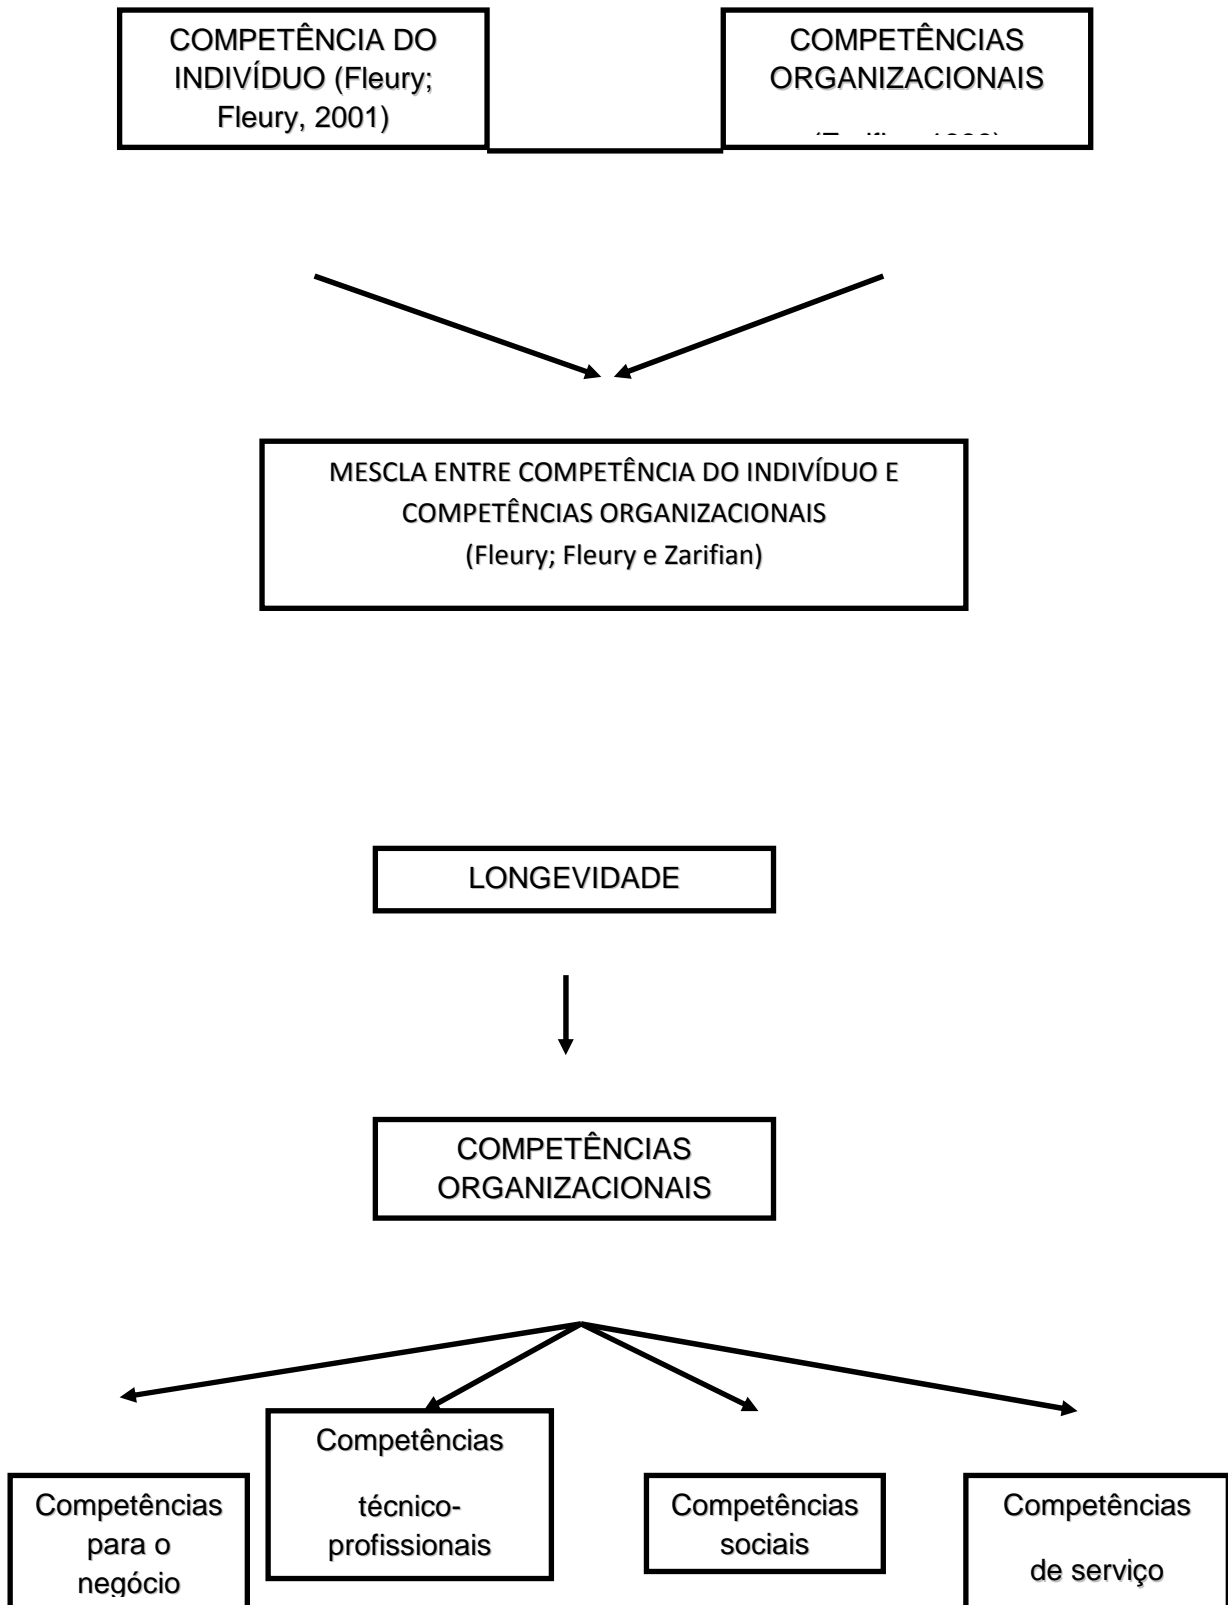 COMPETÊNCIA DO
INDIVÍDUO (Fleury;
Fleury, 2001)
COMPETÊNCIAS
ORGANIZACIONAIS
MESCLA ENTRE COMPETÊNCIA DO INDIVÍDUO E
COMPETÊNCIAS ORGANIZACIONAIS
(Fleury; Fleury e Zarifian)
LONGEVIDADE
COMPETÊNCIAS
ORGANIZACIONAIS
Competências
para o
negócio
Competências
técnico-
profissionais
Competências
sociais
Competências
de serviço